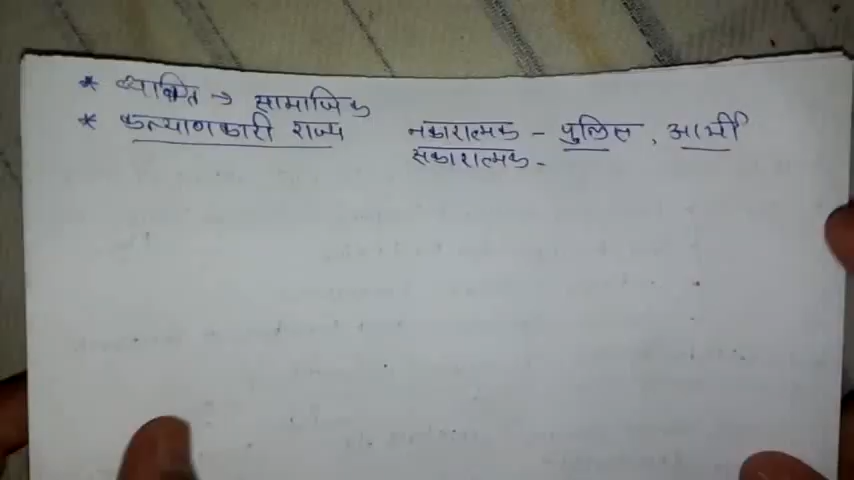 * व्यक्ति → सामाजिक
* कल्याणकारी राज्य नकारात्मक - पुलिस, आर्मी
सकारात्मक -